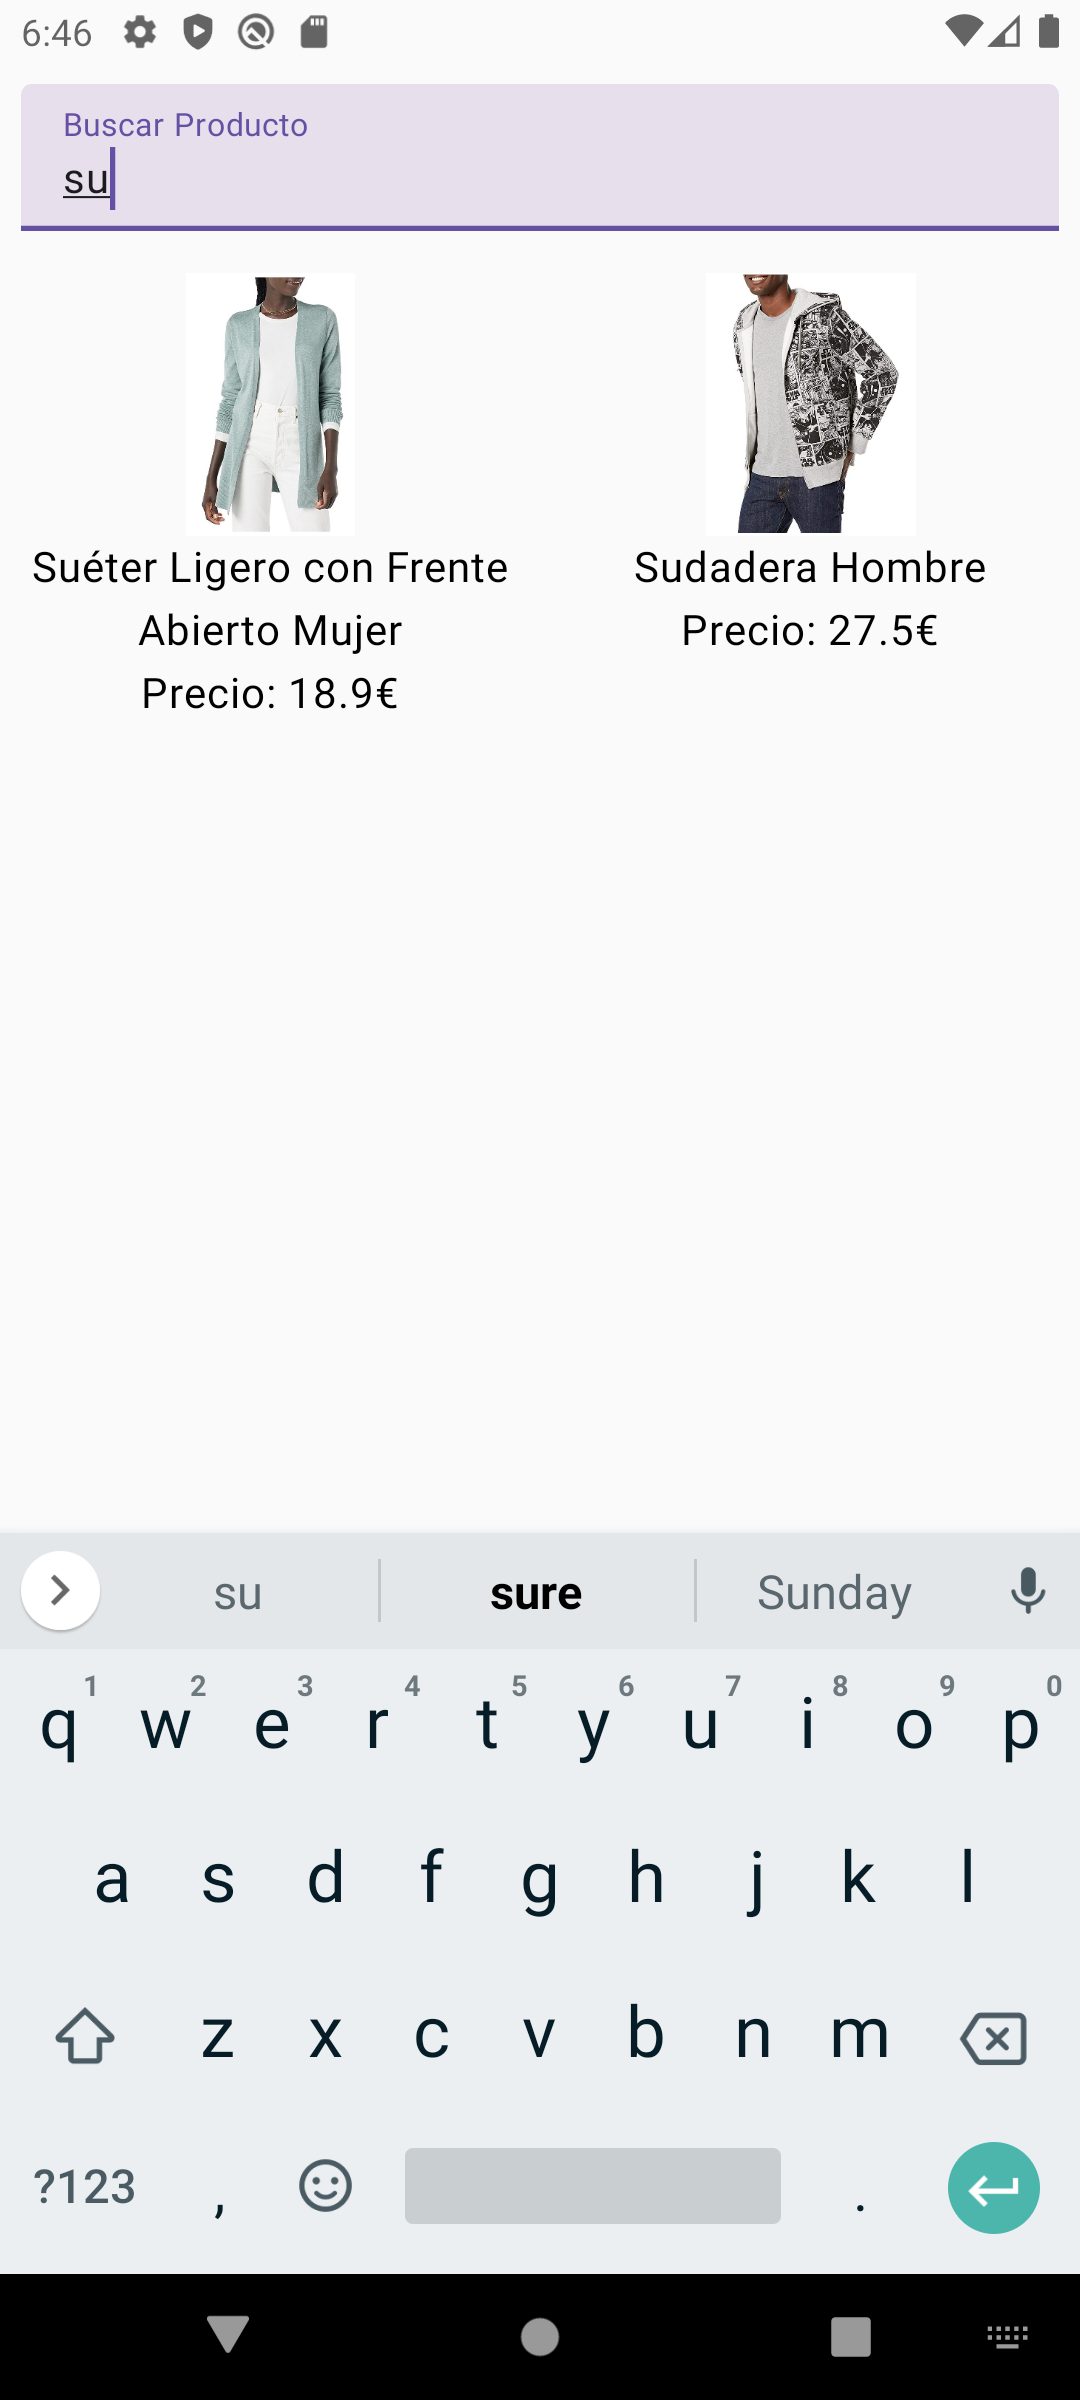 6:46
Buscar Producto
su
Suéter Ligero con Frente
Abierto Mujer
Precio: 18.9€
Sudadera Hombre
Precio: 27.5€
su
sure
Sunday
1 2 3 4 5 6 7 8 9 0
q w e r t y u i o p
a s d f g h j k l
z x c v b n m
?123 , .